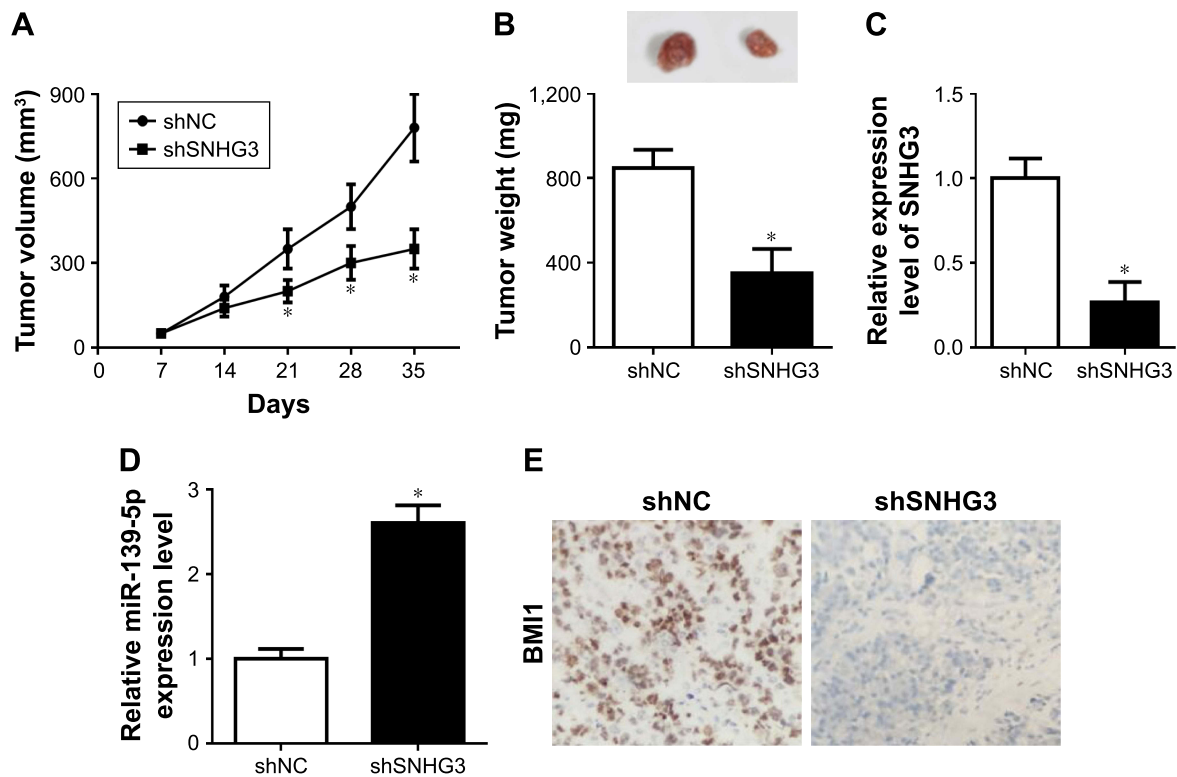 A
Tumor volume (mm³)
900
600
300
0
shNC
shSNHG3
*
*
*
0 7 14 21 28 35
Days
B
Tumor weight (mg)
1,200
800
400
0
*
shNC shSNHG3
C
Relative expression
level of SNHG3
1.5
1.0
0.5
0.0
*
shNC shSNHG3
D
Relative miR-139-5p
expression level
3
2
1
0
*
shNC shSNHG3
E
shNC shSNHG3
BMI1